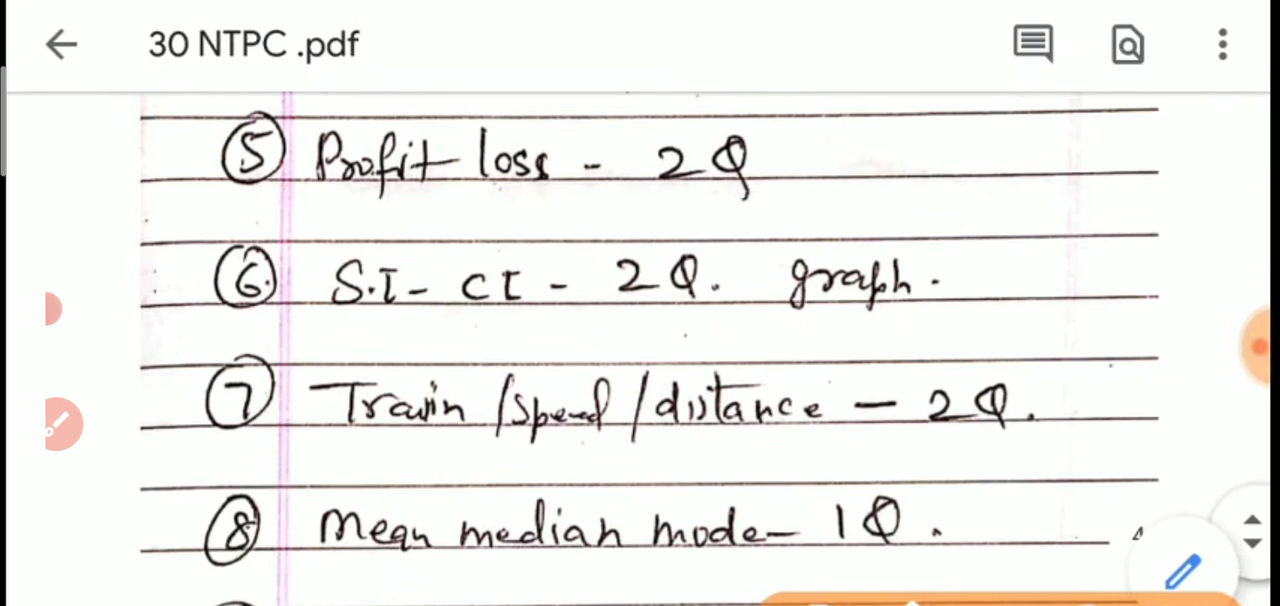 30 NTPC .pdf
5 Profit loss - 2Q
6. S.I - CI - 2Q. graph.
7 Train /speed /distance - 2Q.
8 Mean median mode - 1Q.